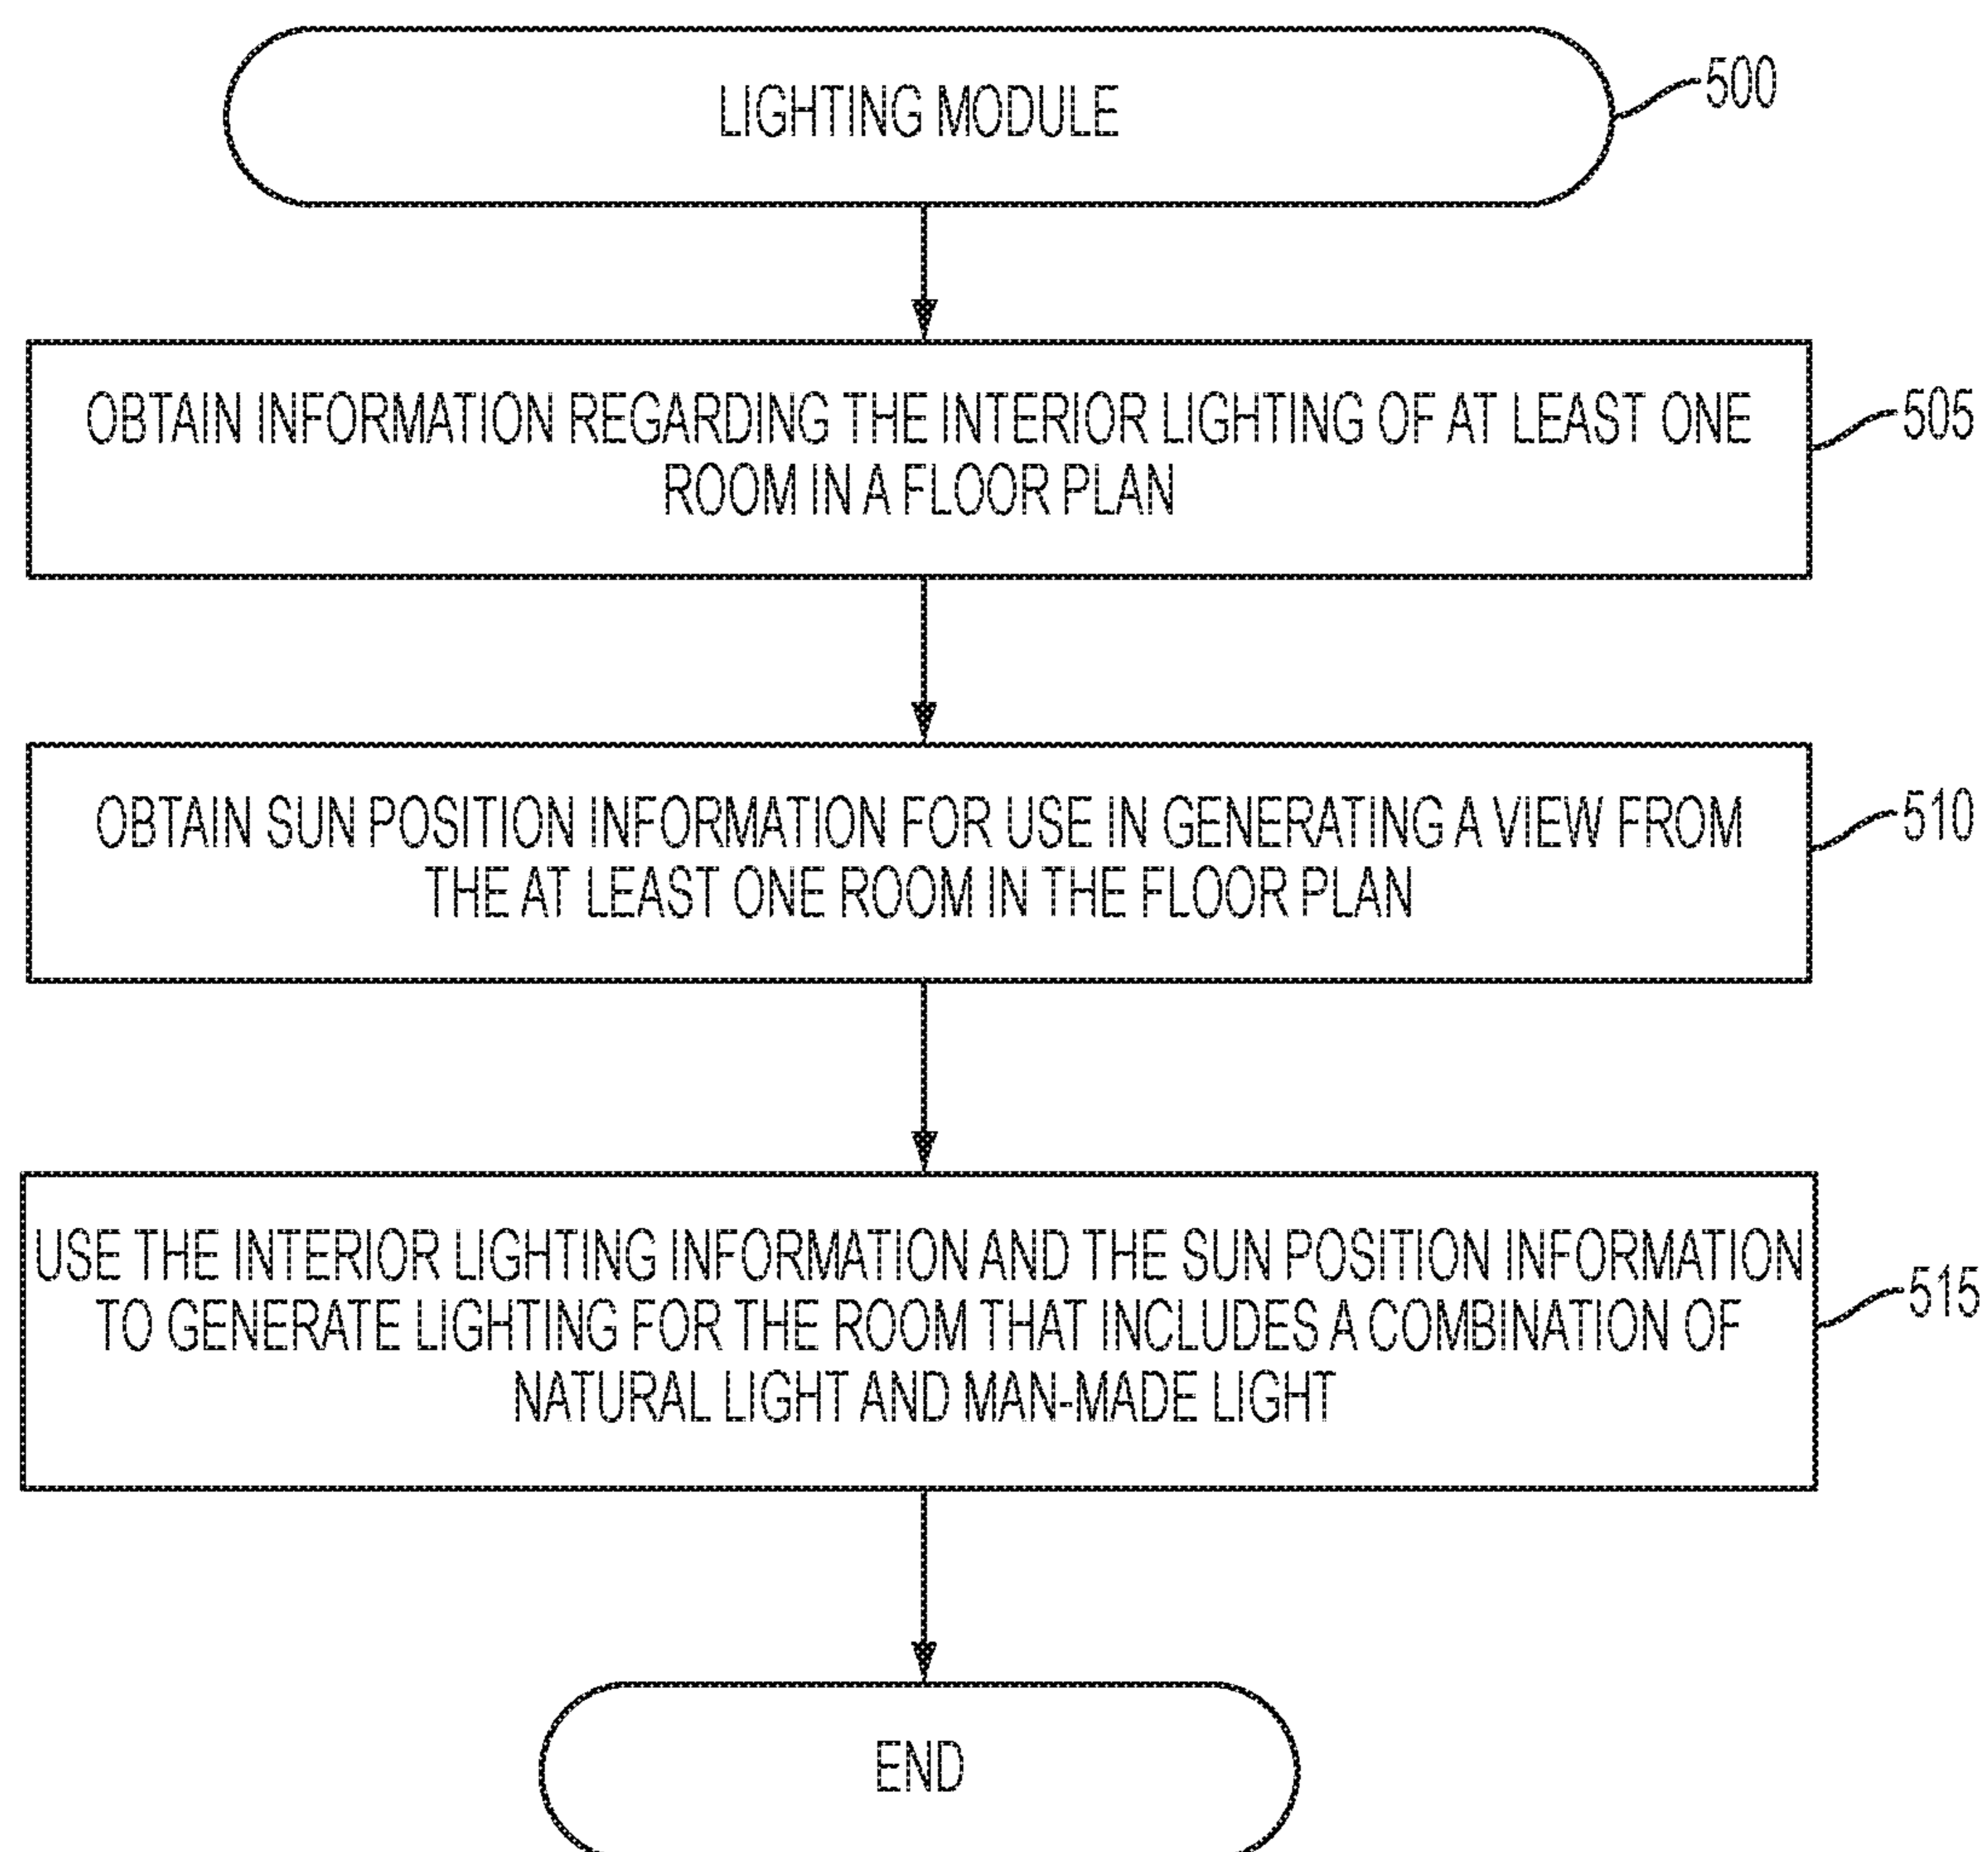 LIGHTING MODULE
500
OBTAIN INFORMATION REGARDING THE INTERIOR LIGHTING OF AT LEAST ONE
ROOM IN A FLOOR PLAN
505
OBTAIN SUN POSITION INFORMATION FOR USE IN GENERATING A VIEW FROM
THE AT LEAST ONE ROOM IN THE FLOOR PLAN
510
USE THE INTERIOR LIGHTING INFORMATION AND THE SUN POSITION INFORMATION
TO GENERATE LIGHTING FOR THE ROOM THAT INCLUDES A COMBINATION OF
NATURAL LIGHT AND MAN-MADE LIGHT
515
END